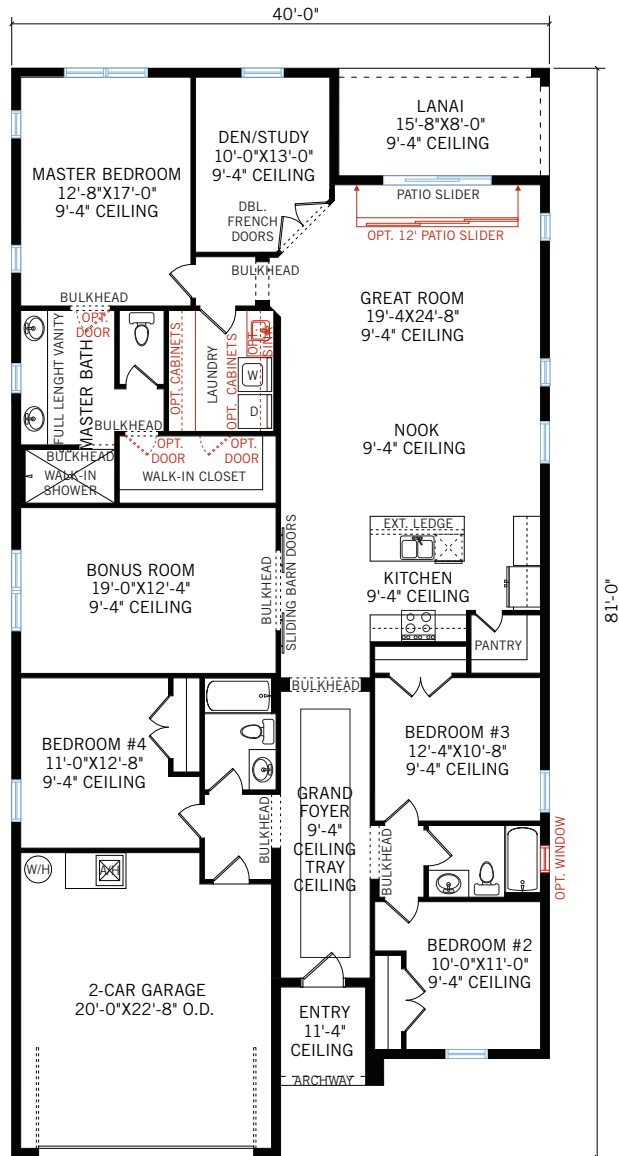 40'-0"
LANAI
15'-8"X8'-0"
9'-4" CEILING
DEN/STUDY
10'-0"X13'-0"
9'-4" CEILING
MASTER BEDROOM
12'-8"X17'-0"
9'-4" CEILING
PATIO SLIDER
DBL.
FRENCH
DOORS
OPT. 12' PATIO SLIDER
BULKHEAD
BULKHEAD
GREAT ROOM
19'-4X24'-8"
9'-4" CEILING
OPT.
DOOR
FULL LENGHT VANITY
MASTER BATH
OPT. CABINETS
LAUNDRY
OPT. CABINETS
OPT.
SINK
W
D
BULKHEAD
NOOK
9'-4" CEILING
OPT.
DOOR
OPT.
DOOR
BULKHEAD
WALK-IN
SHOWER
WALK-IN CLOSET
EXT. LEDGE
BONUS ROOM
19'-0"X12'-4"
9'-4" CEILING
BULKHEAD
SLIDING BARN DOORS
KITCHEN
9'-4" CEILING
81'-0"
PANTRY
BULKHEAD
BEDROOM #4
11'-0"X12'-8"
9'-4" CEILING
BEDROOM #3
12'-4"X10'-8"
9'-4" CEILING
GRAND
FOYER
9'-4"
CEILING
TRAY
CEILING
BULKHEAD
BULKHEAD
OPT. WINDOW
W/H
A/H
BEDROOM #2
10'-0"X11'-0"
9'-4" CEILING
2-CAR GARAGE
20'-0"X22'-8" O.D.
ENTRY
11'-4"
CEILING
ARCHWAY